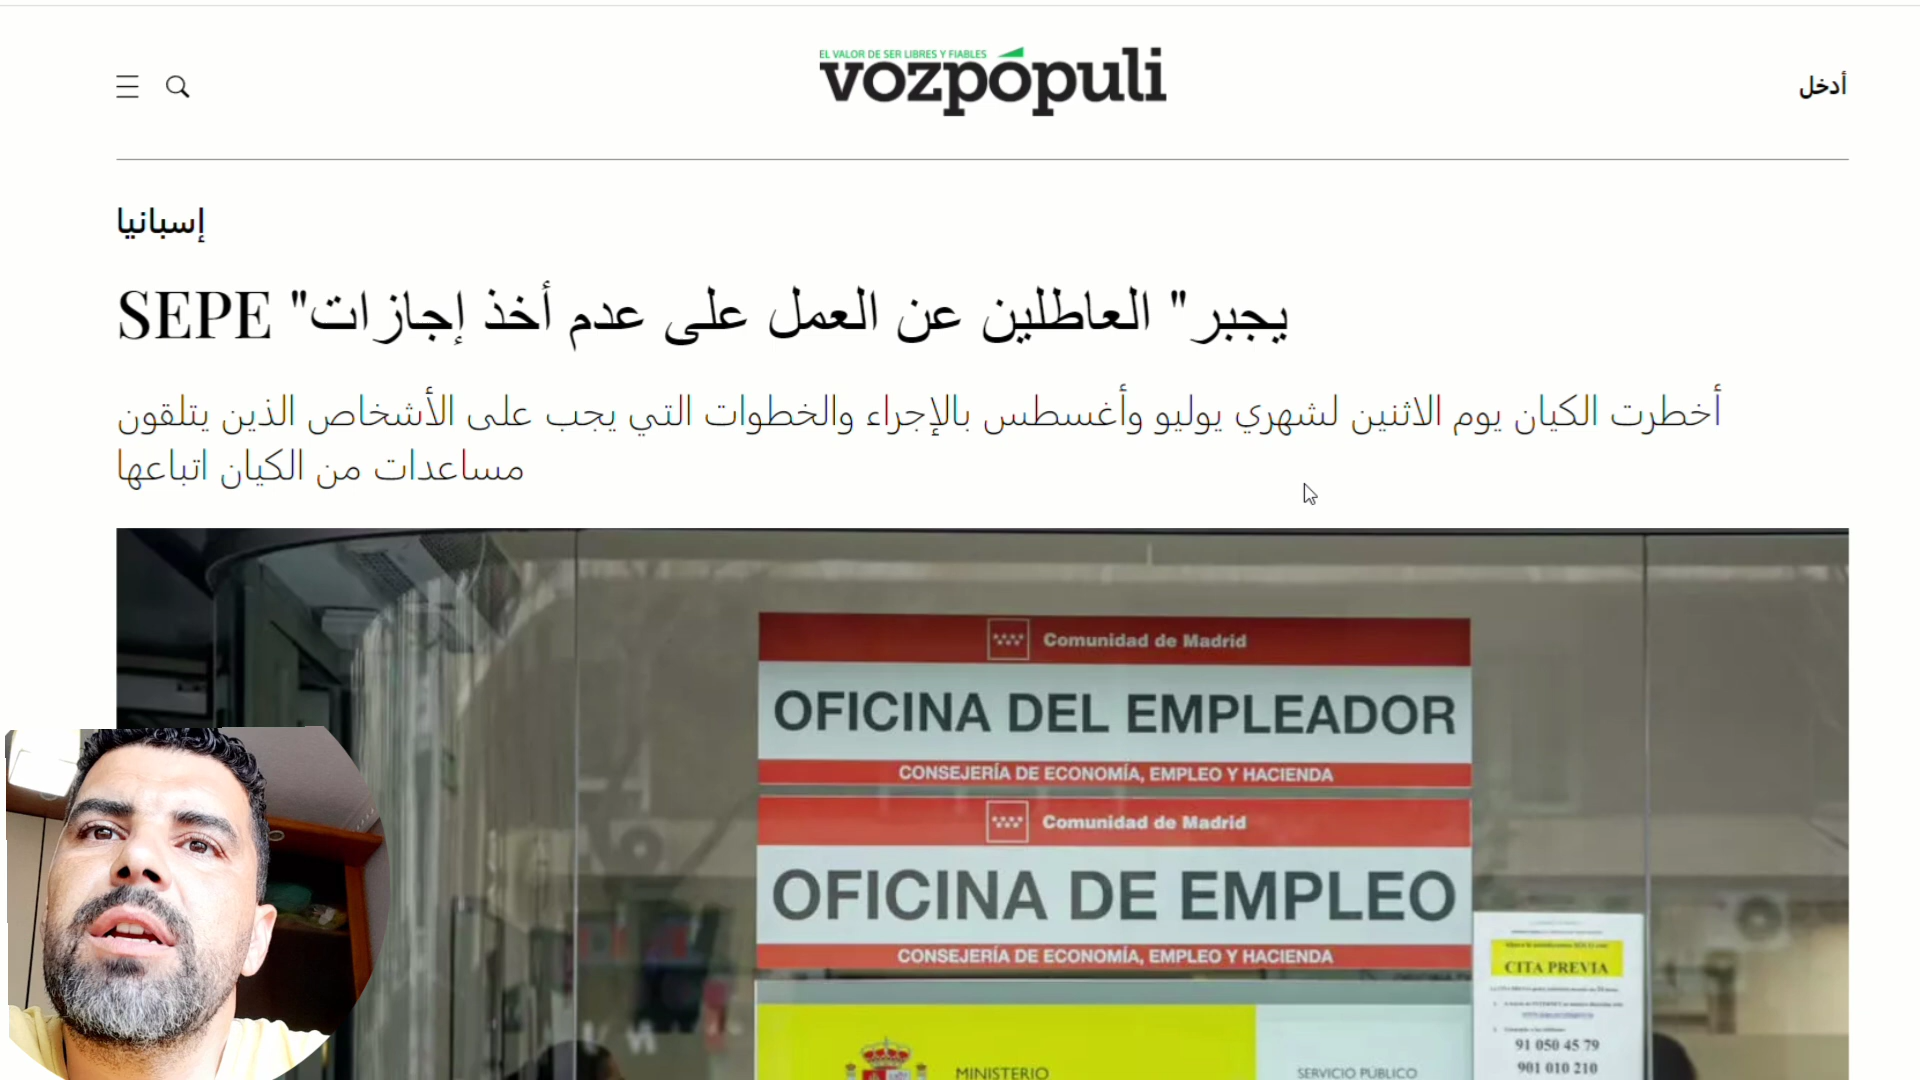 EL VALOR DE SER LIBRES Y FIABLES
vozpópuli
أدخل
إسبانيا
يجبر" العاطلين عن العمل على عدم أخذ إجازات" SEPE
أخطرت الكيان يوم الاثنين لشهري يوليو وأغسطس بالإجراء والخطوات التي يجب على الأشخاص الذين يتلقون
مساعدات من الكيان اتباعها
Comunidad de Madrid
OFICINA DEL EMPLEADOR
CONSEJERÍA DE ECONOMÍA, EMPLEO Y HACIENDA
Comunidad de Madrid
OFICINA DE EMPLEO
CONSEJERÍA DE ECONOMÍA, EMPLEO Y HACIENDA
CITA PREVIA
91 050 45 79
901 010 210
MINISTERIO
SERVICIO PÚBLICO